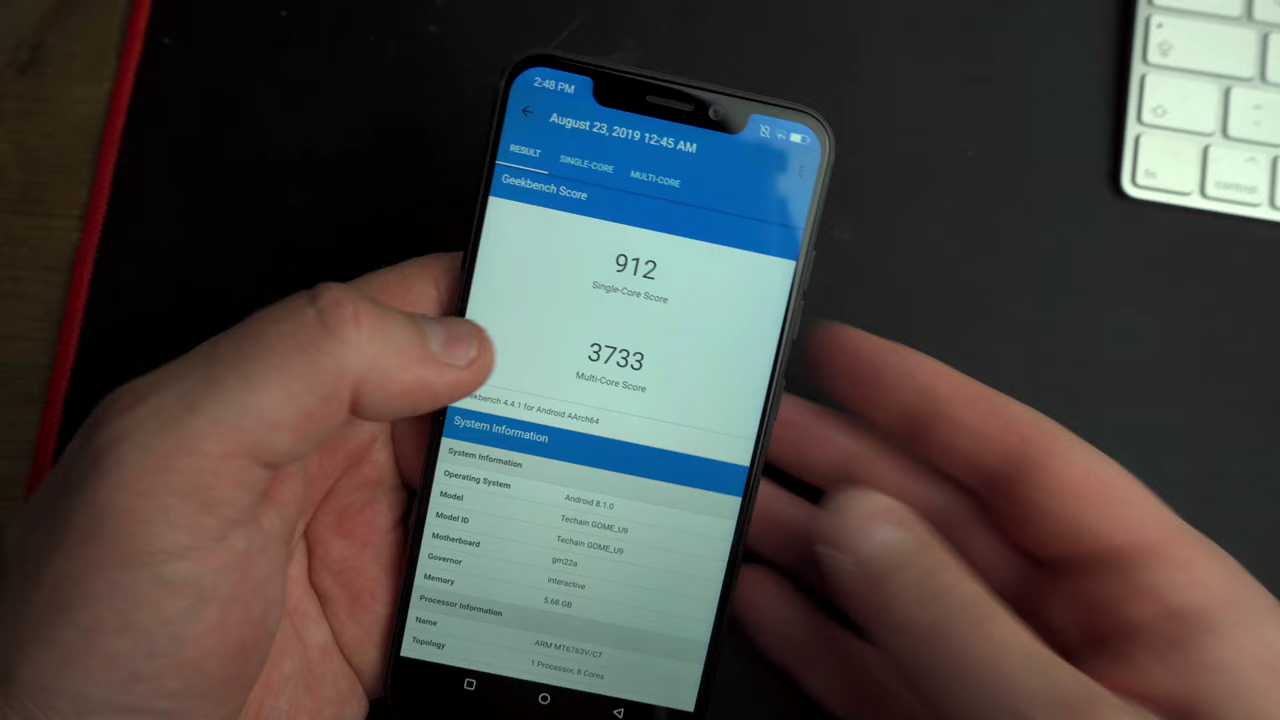 2:48 PM
August 23, 2019 12:45 AM
RESULT SINGLE-CORE MULTI-CORE
Geekbench Score
912
Single-Core Score
3733
Multi-Core Score
ekbench 4.4.1 for Android AArch64
System Information
System Information
Operating System Android 8.1.0
Model Techain GOME_U9
Model ID Techain GOME_U9
Motherboard gm22a
Governor interactive
Memory 5.68 GB
Processor Information
Name ARM MT6763V/CT
Topology 1 Processor, 8 Cores
fn control